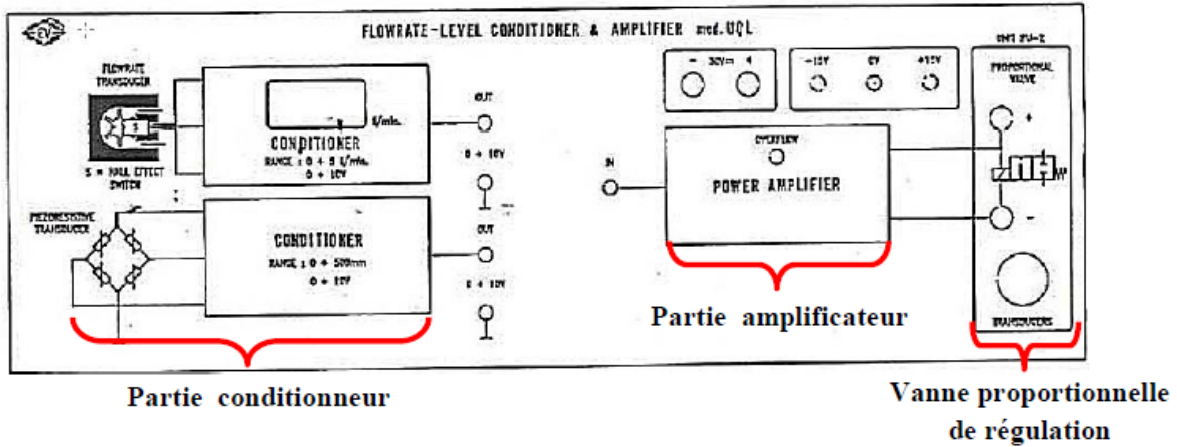 EV
FLOWRATE-LEVEL CONDITIONER & AMPLIFIER mod.UQL
FLOWRATE
TRANSDUCER
S
S = HALL EFFECT
SWITCH
ℓ/min.
CONDITIONER
RANGE : 0 ÷ 5 ℓ/min.
0 ÷ 10V
OUT
0 ÷ 10V
PIEZORESISTIVE
TRANSDUCER
CONDITIONER
RANGE : 0 ÷ 500mm
0 ÷ 10V
OUT
0 ÷ 10V
- 30V= +
-15V 0V +15V
IN
OVERFLOW
POWER AMPLIFIER
PROPORTIONAL
VALVE
+
-
TRANSDUCERS
Partie conditionneur
Partie amplificateur
Vanne proportionnelle
de régulation